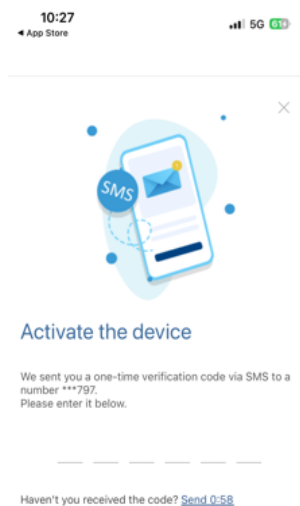 10:27
5G 61
◀ App Store
SMS
1
Activate the device
We sent you a one-time verification code via SMS to a
number ***797.
Please enter it below.
Haven't you received the code? Send 0:58